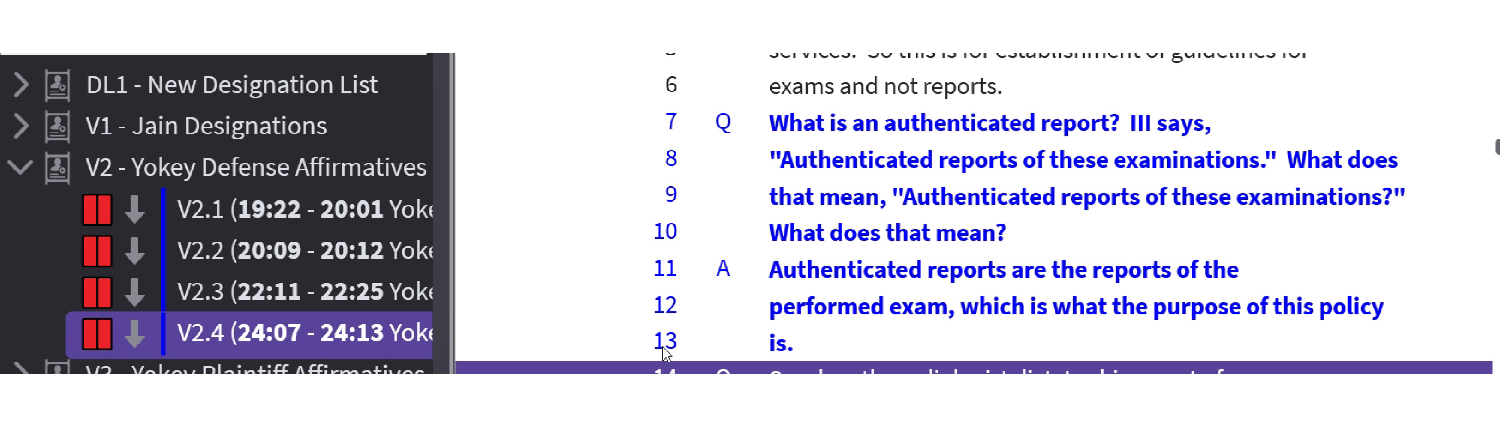 DL1 - New Designation List
V1 - Jain Designations
V2 - Yokey Defense Affirmatives
V2.1 (19:22 - 20:01 Yoke
V2.2 (20:09 - 20:12 Yoke
V2.3 (22:11 - 22:25 Yoke
V2.4 (24:07 - 24:13 Yoke
V3 - Yokey Plaintiff Affirmatives
services. So this is for establishment of guidelines for
6 exams and not reports.
7 Q What is an authenticated report? III says,
8 "Authenticated reports of these examinations." What does
9 that mean, "Authenticated reports of these examinations?"
10 What does that mean?
11 A Authenticated reports are the reports of the
12 performed exam, which is what the purpose of this policy
13 is.
14 Q